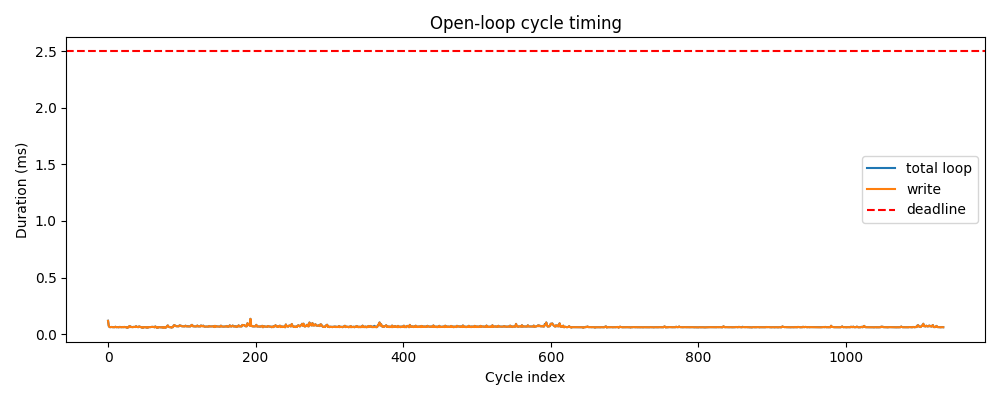 Open-loop cycle timing
Duration (ms)
2.5
2.0
1.5
1.0
0.5
0.0
total loop
write
deadline
0
200
400
600
800
1000
Cycle index